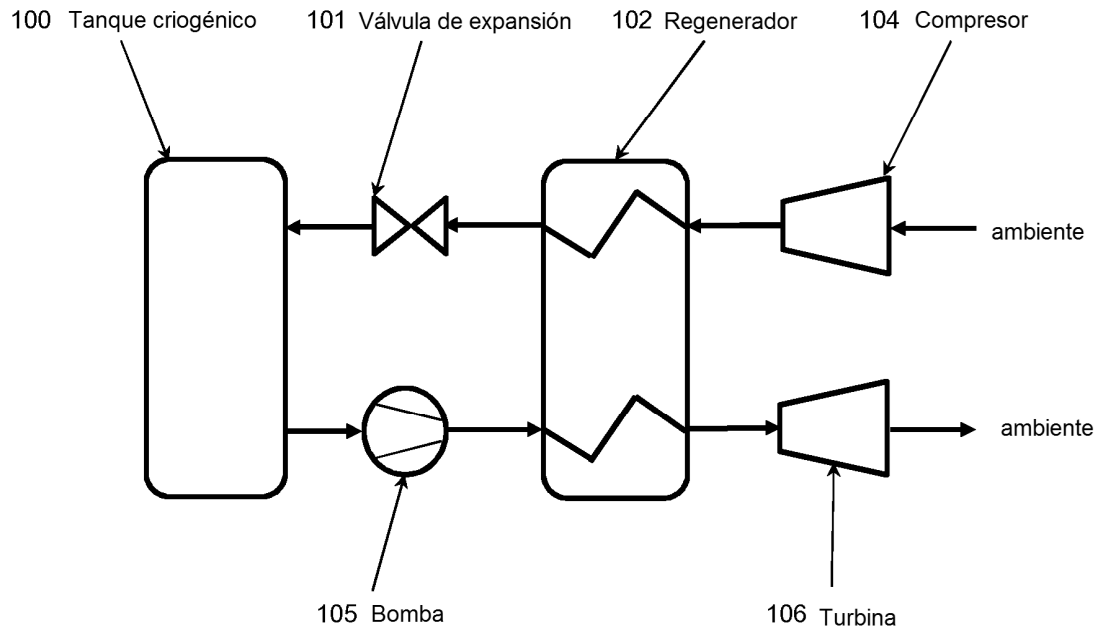 100 Tanque criogénico
101 Válvula de expansión
102 Regenerador
104 Compresor
ambiente
ambiente
105 Bomba
106 Turbina